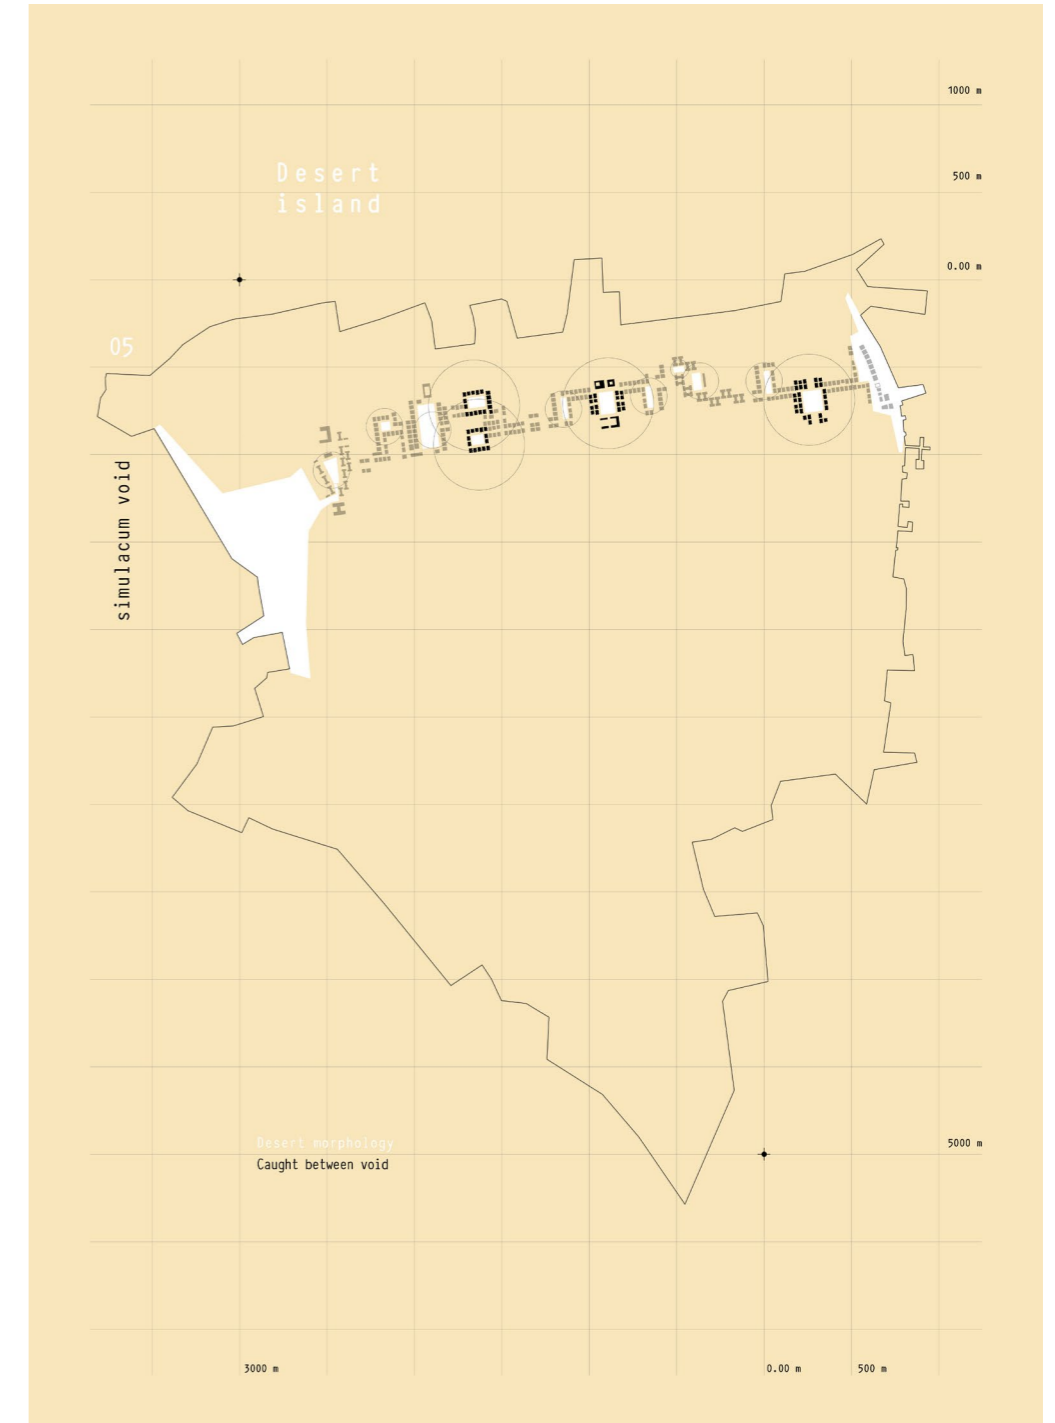 1000 m
500 m
Desert
island
0.00 m
05
simulacum void
Desert morphology
Caught between void
5000 m
3000 m
0.00 m
500 m